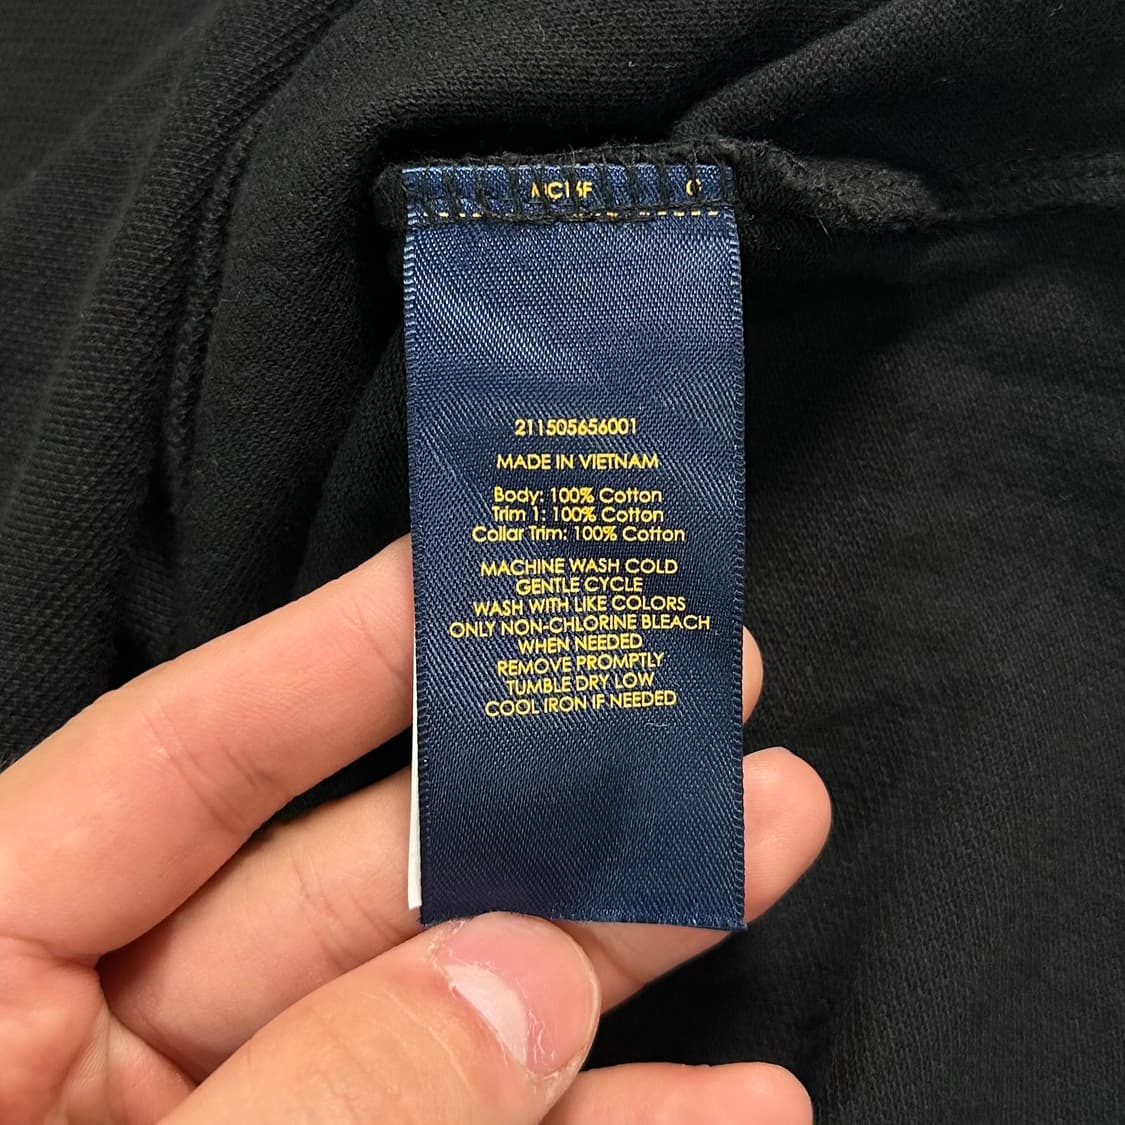 211505656001
MADE IN VIETNAM
Body: 100% Cotton
Trim 1: 100% Cotton
Collar Trim: 100% Cotton
MACHINE WASH COLD
GENTLE CYCLE
WASH WITH LIKE COLORS
ONLY NON-CHLORINE BLEACH
WHEN NEEDED
REMOVE PROMPTLY
TUMBLE DRY LOW
COOL IRON IF NEEDED